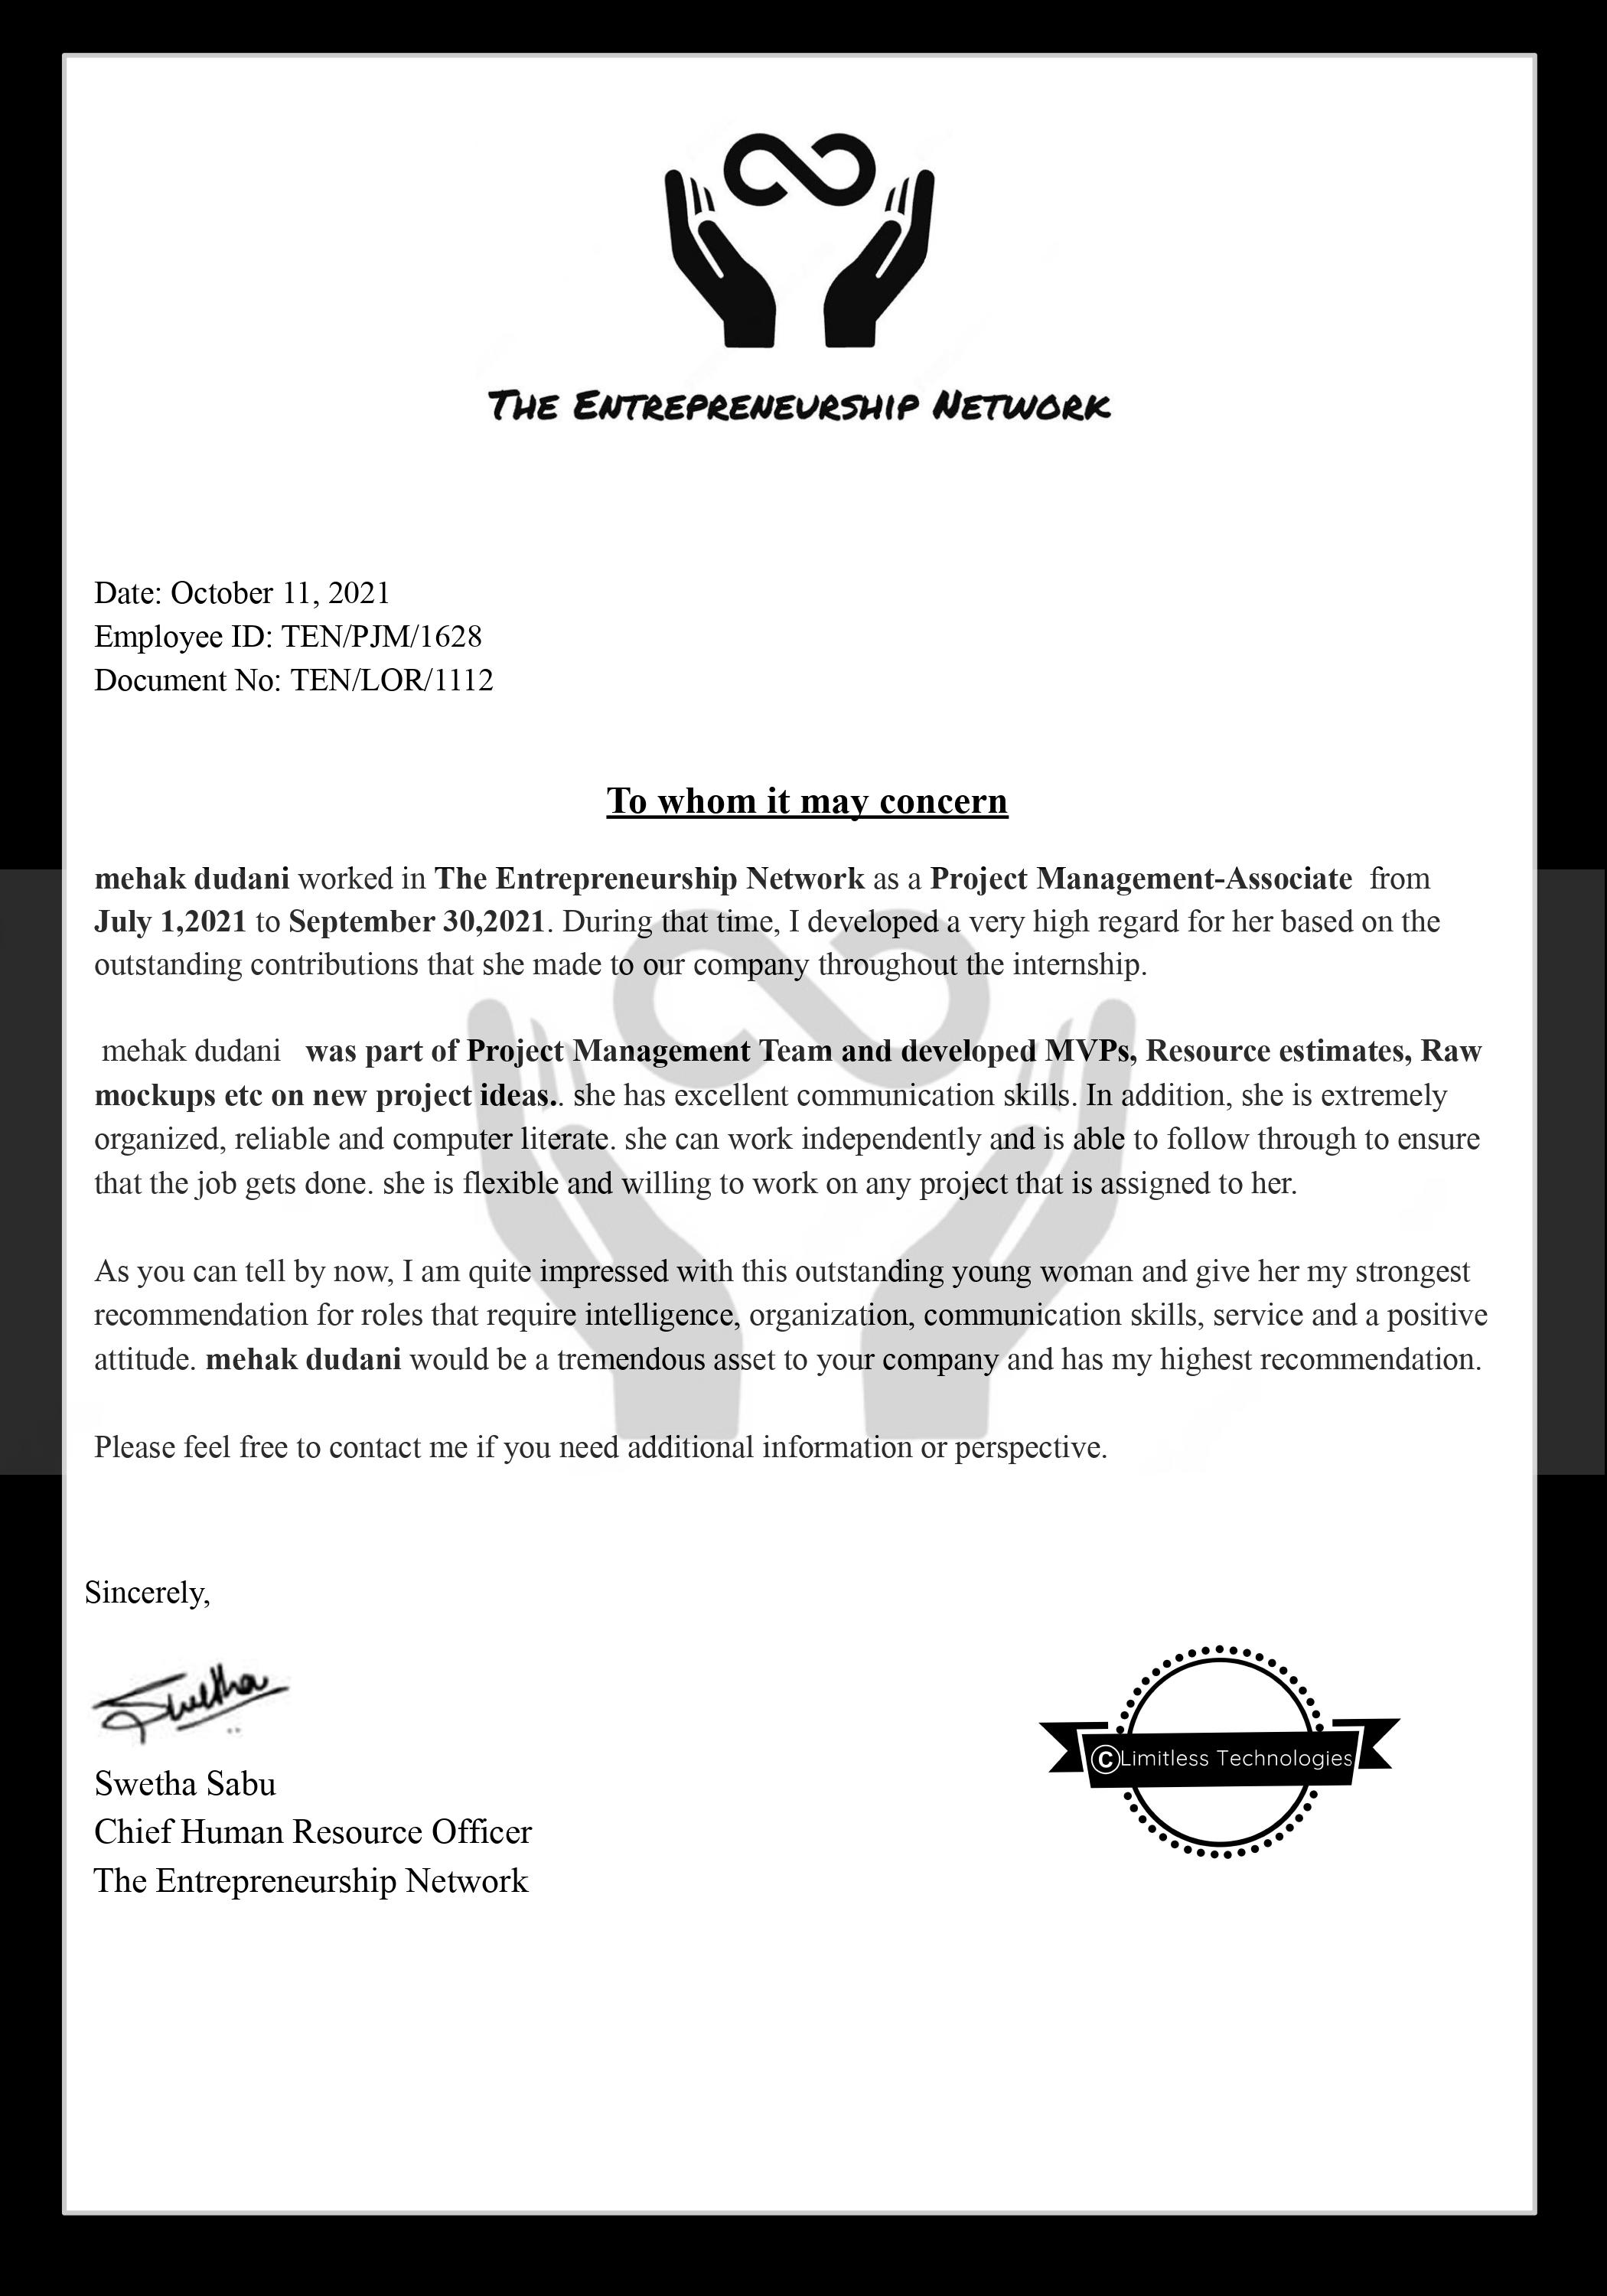 THE ENTREPRENEURSHIP NETWORK
Date: October 11, 2021
Employee ID: TEN/PJM/1628
Document No: TEN/LOR/1112
To whom it may concern
mehak dudani worked in The Entrepreneurship Network as a Project Management-Associate from
July 1,2021 to September 30,2021. During that time, I developed a very high regard for her based on the
outstanding contributions that she made to our company throughout the internship.
mehak dudani was part of Project Management Team and developed MVPs, Resource estimates, Raw
mockups etc on new project ideas.. she has excellent communication skills. In addition, she is extremely
organized, reliable and computer literate. she can work independently and is able to follow through to ensure
that the job gets done. she is flexible and willing to work on any project that is assigned to her.
As you can tell by now, I am quite impressed with this outstanding young woman and give her my strongest
recommendation for roles that require intelligence, organization, communication skills, service and a positive
attitude. mehak dudani would be a tremendous asset to your company and has my highest recommendation.
Please feel free to contact me if you need additional information or perspective.
Sincerely,
Swetha
Swetha Sabu
Chief Human Resource Officer
The Entrepreneurship Network
©Limitless Technologies